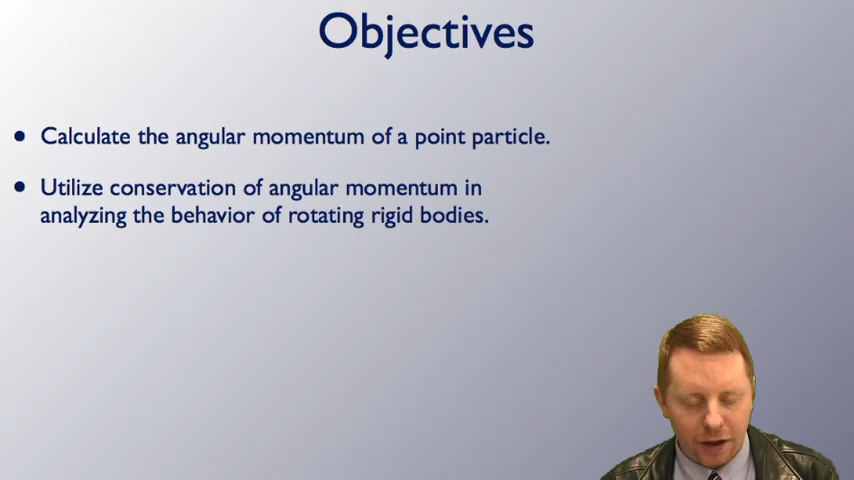 Objectives
• Calculate the angular momentum of a point particle.
• Utilize conservation of angular momentum in
analyzing the behavior of rotating rigid bodies.